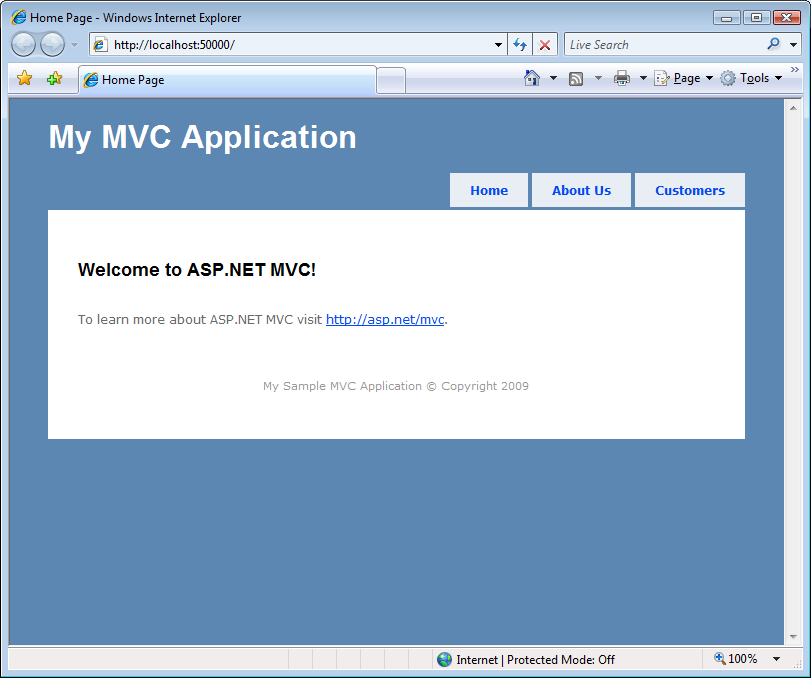 Home Page - Windows Internet Explorer
http://localhost:50000/
Live Search
Home Page
Page
Tools
My MVC Application
Home About Us Customers
Welcome to ASP.NET MVC!
To learn more about ASP.NET MVC visit http://asp.net/mvc.
My Sample MVC Application © Copyright 2009
Internet | Protected Mode: Off
100%